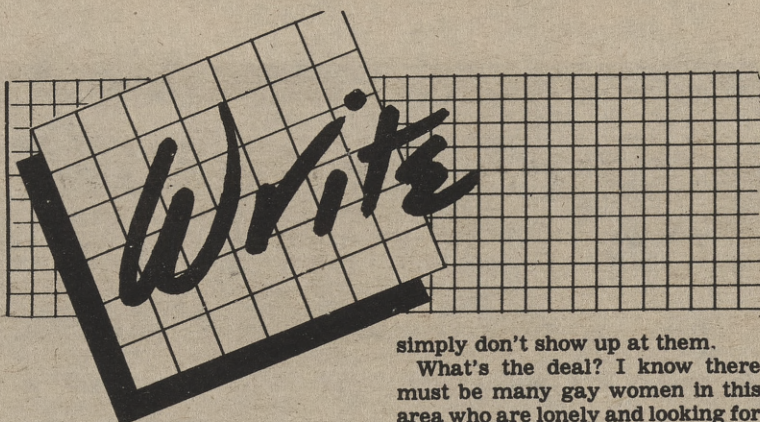 Write
simply don't show up at them.
What's the deal? I know there
must be many gay women in this
area who are lonely and looking for